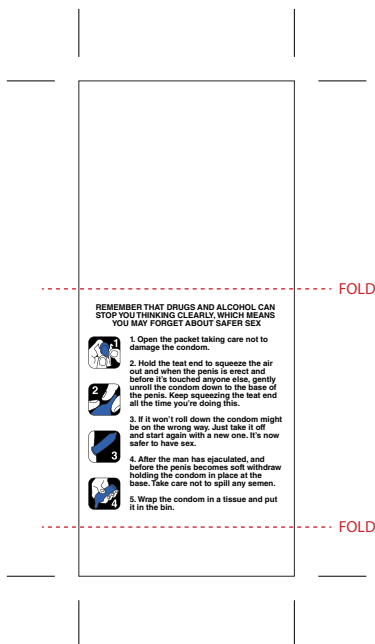 FOLD
REMEMBER THAT DRUGS AND ALCOHOL CAN
STOP YOU THINKING CLEARLY, WHICH MEANS
YOU MAY FORGET ABOUT SAFER SEX
1
1. Open the packet taking care not to
damage the condom.
2
2. Hold the teat end to squeeze the air
out and when the penis is erect and
before it's touched anyone else, gently
unroll the condom down to the base of
the penis. Keep squeezing the teat end
all the time you're doing this.
3
3. If it won't roll down the condom might
be on the wrong way. Just take it off
and start again with a new one. It's now
safer to have sex.
4
4. After the man has ejaculated, and
before the penis becomes soft withdraw
holding the condom in place at the
base. Take care not to spill any semen.
5. Wrap the condom in a tissue and put
it in the bin.
FOLD